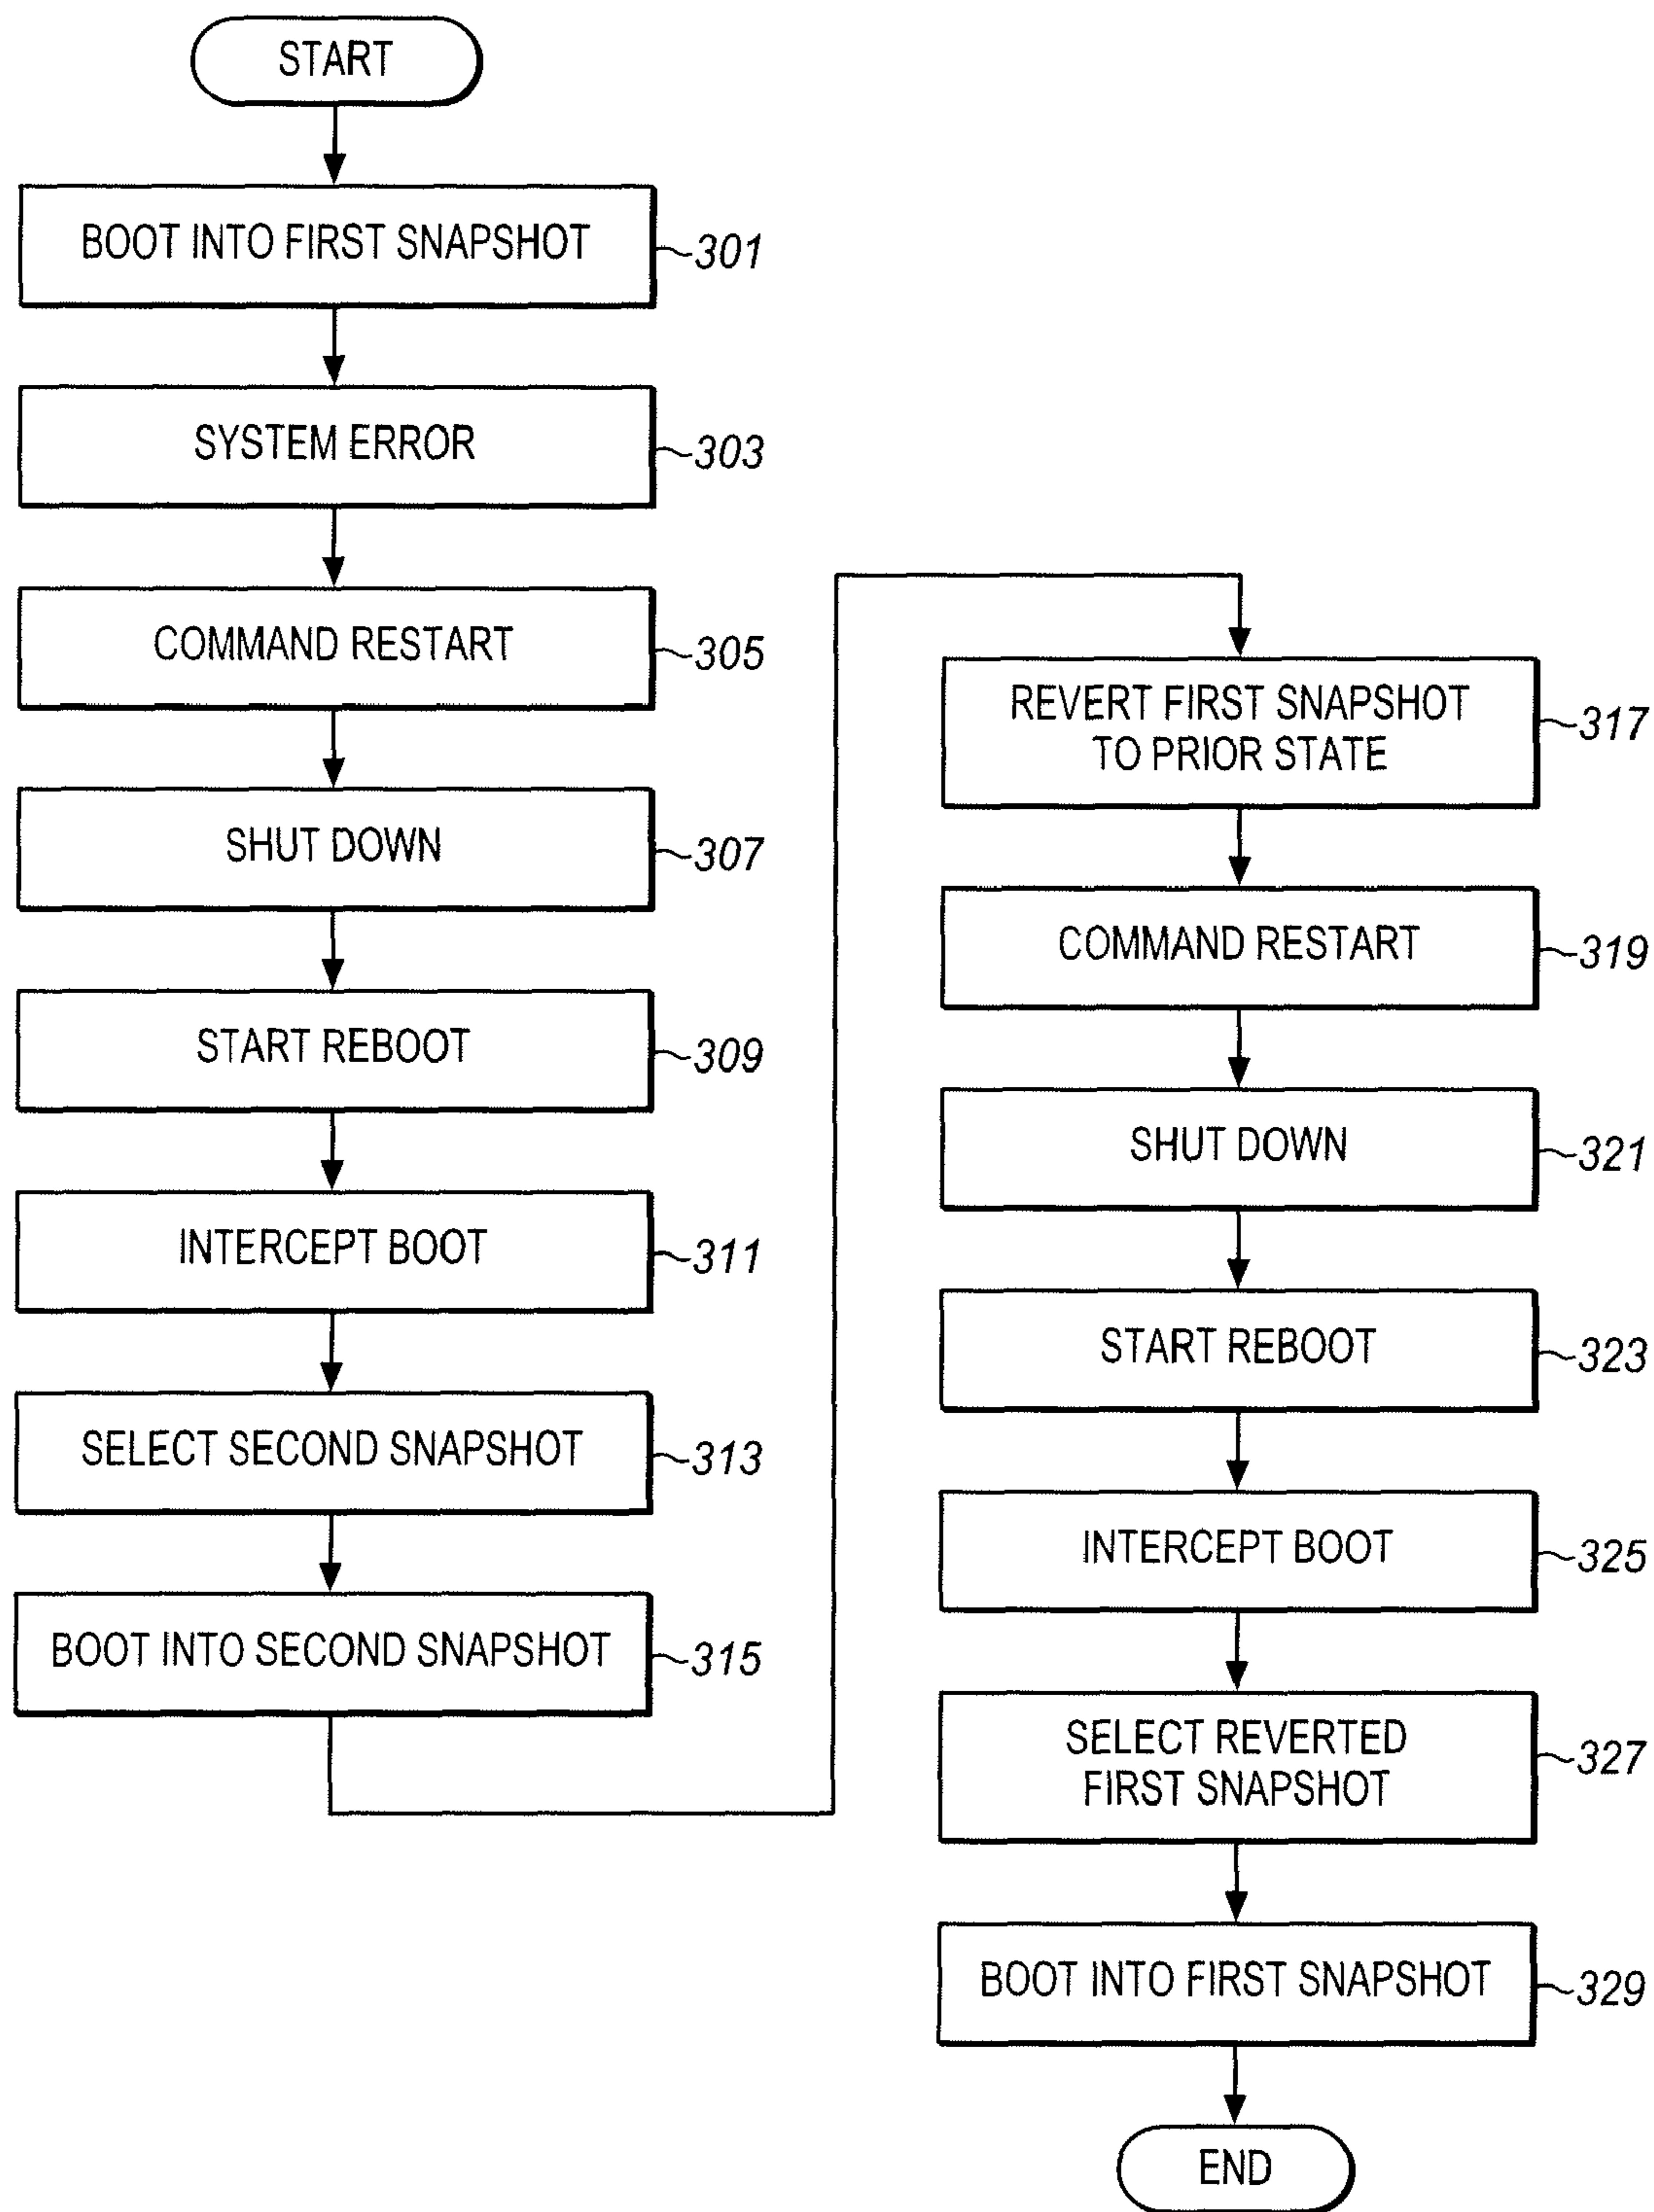 START
BOOT INTO FIRST SNAPSHOT
301
SYSTEM ERROR
303
COMMAND RESTART
305
SHUT DOWN
307
START REBOOT
309
INTERCEPT BOOT
311
SELECT SECOND SNAPSHOT
313
BOOT INTO SECOND SNAPSHOT
315
REVERT FIRST SNAPSHOT
TO PRIOR STATE
317
COMMAND RESTART
319
SHUT DOWN
321
START REBOOT
323
INTERCEPT BOOT
325
SELECT REVERTED
FIRST SNAPSHOT
327
BOOT INTO FIRST SNAPSHOT
329
END